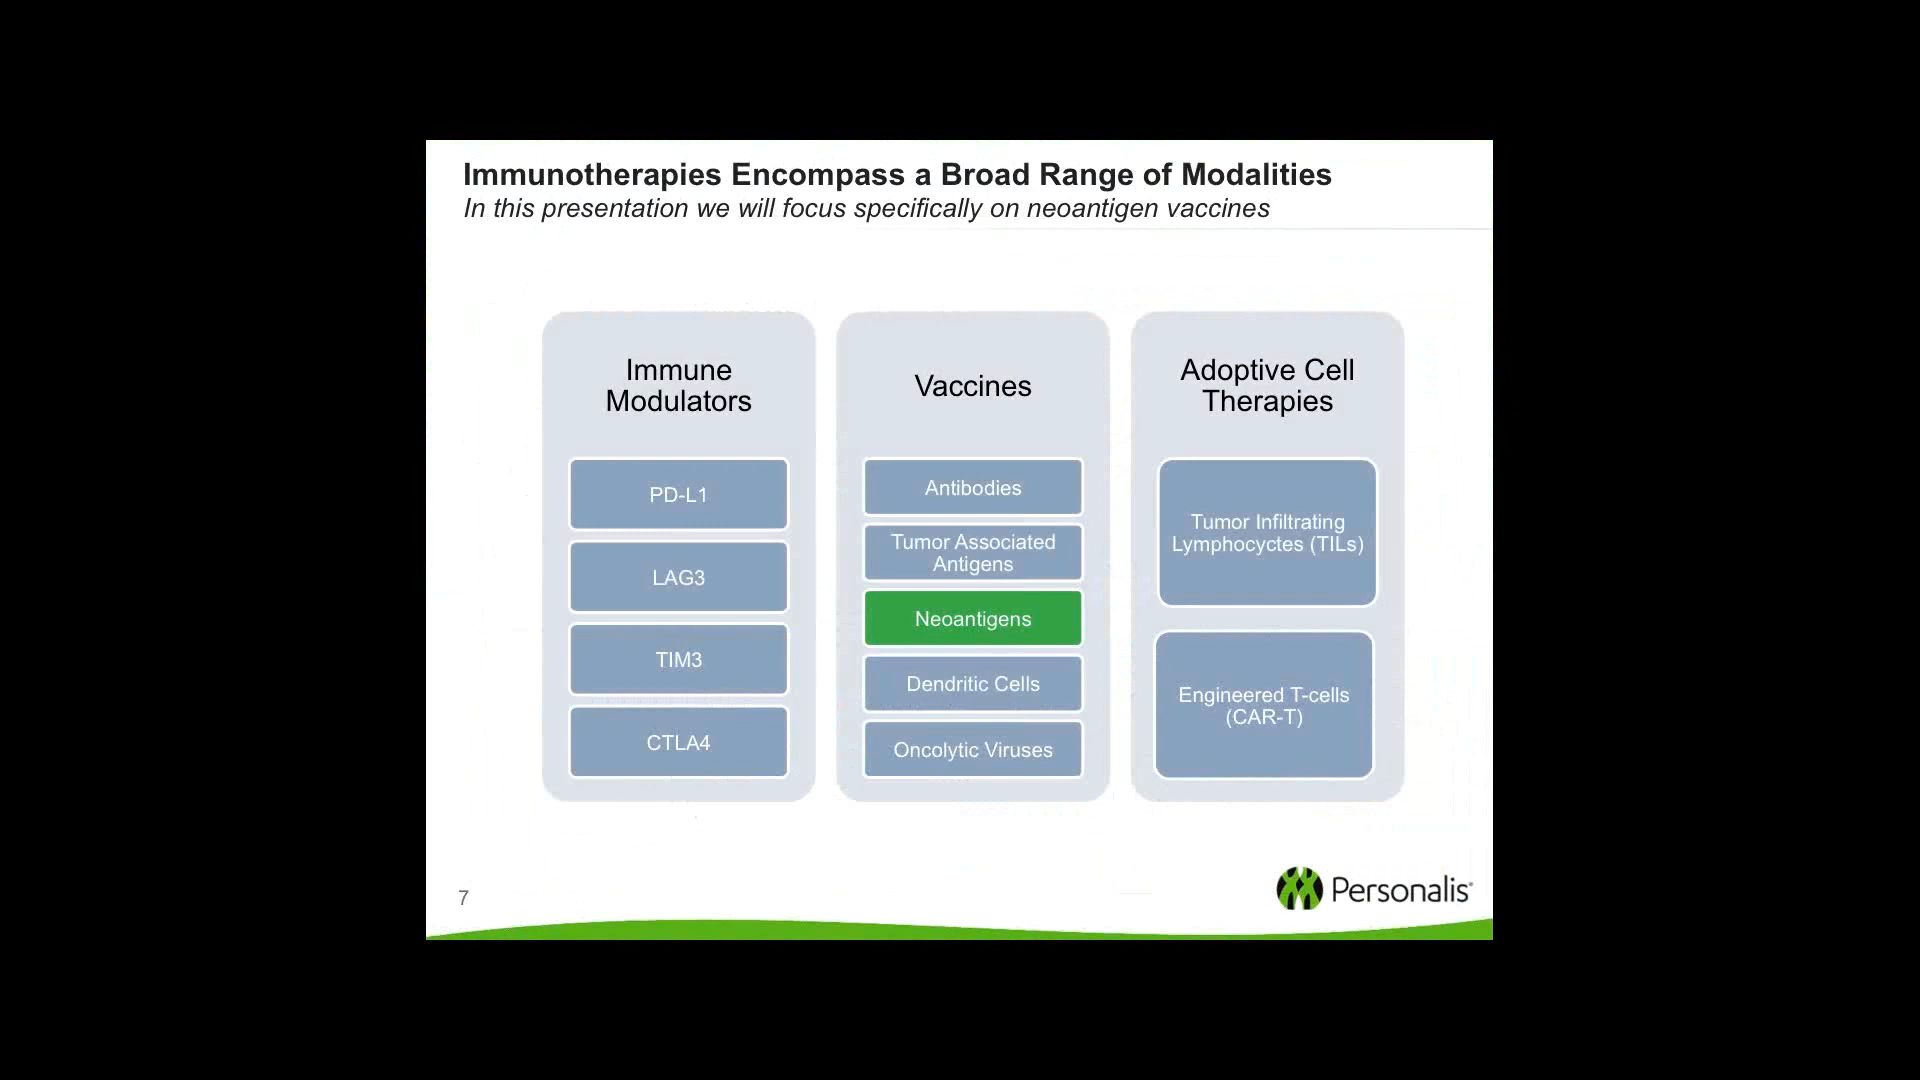 Immunotherapies Encompass a Broad Range of Modalities
In this presentation we will focus specifically on neoantigen vaccines
Immune
Modulators
PD-L1
LAG3
TIM3
CTLA4
Vaccines
Antibodies
Tumor Associated
Antigens
Neoantigens
Dendritic Cells
Oncolytic Viruses
Adoptive Cell
Therapies
Tumor Infiltrating
Lymphocyctes (TILs)
Engineered T-cells
(CAR-T)
7
Personalis